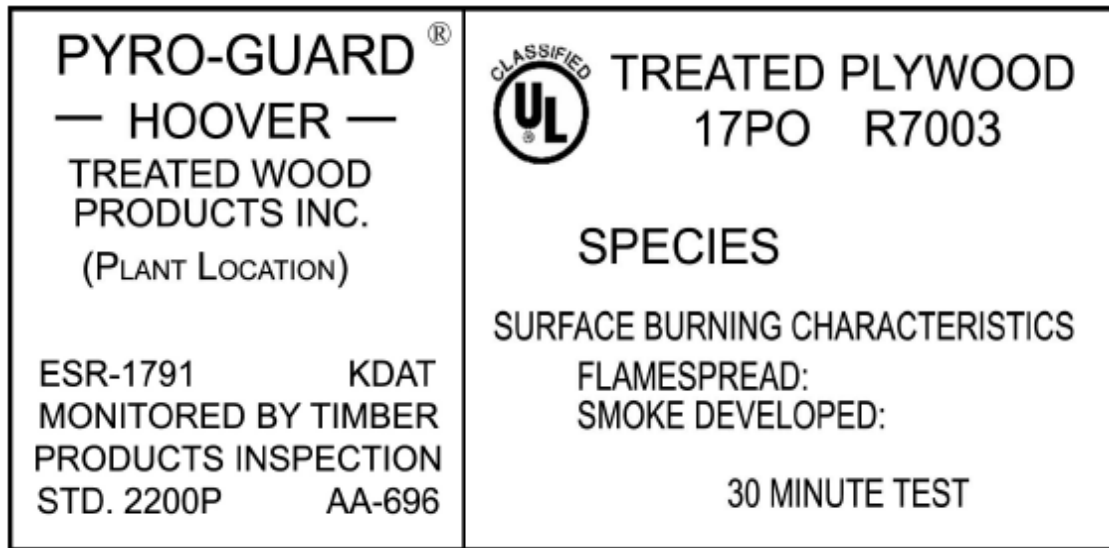 PYRO-GUARD ®
— HOOVER —
TREATED WOOD
PRODUCTS INC.
(PLANT LOCATION)
ESR-1791 KDAT
MONITORED BY TIMBER
PRODUCTS INSPECTION
STD. 2200P AA-696
CLASSIFIED
UL ®
TREATED PLYWOOD
17PO R7003
SPECIES
SURFACE BURNING CHARACTERISTICS
FLAMESPREAD:
SMOKE DEVELOPED:
30 MINUTE TEST